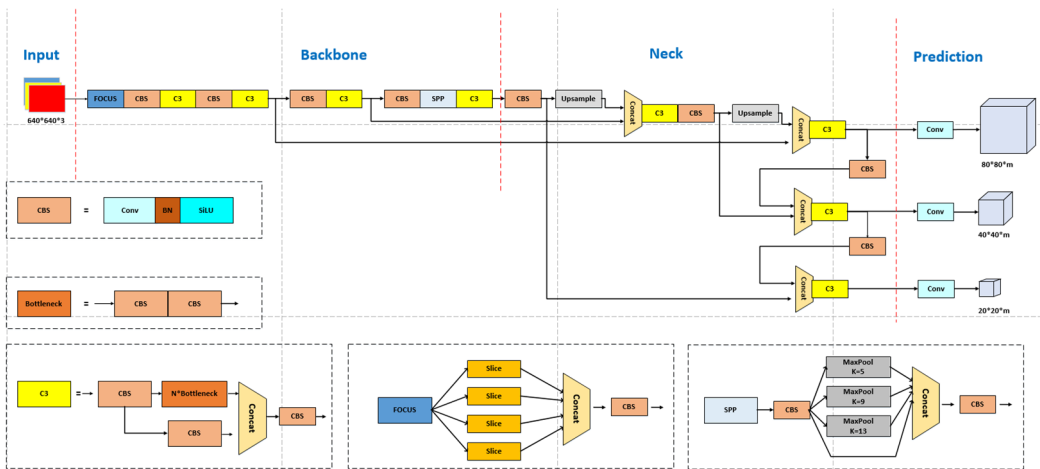 Input
Backbone
Neck
Prediction
640*640*3
FOCUS CBS C3 CBS C3 CBS C3 CBS SPP C3 CBS Upsample
Concat C3 CBS Upsample
Concat C3 Conv
80*80*m
CBS
Concat C3 Conv
40*40*m
CBS
Concat C3 Conv
20*20*m
CBS = Conv BN SiLU
Bottleneck = CBS CBS
C3 = CBS N*Bottleneck
CBS
Concat
CBS
FOCUS
Slice
Slice
Slice
Slice
Concat
CBS
SPP
CBS
MaxPool
K=5
MaxPool
K=9
MaxPool
K=13
Concat
CBS